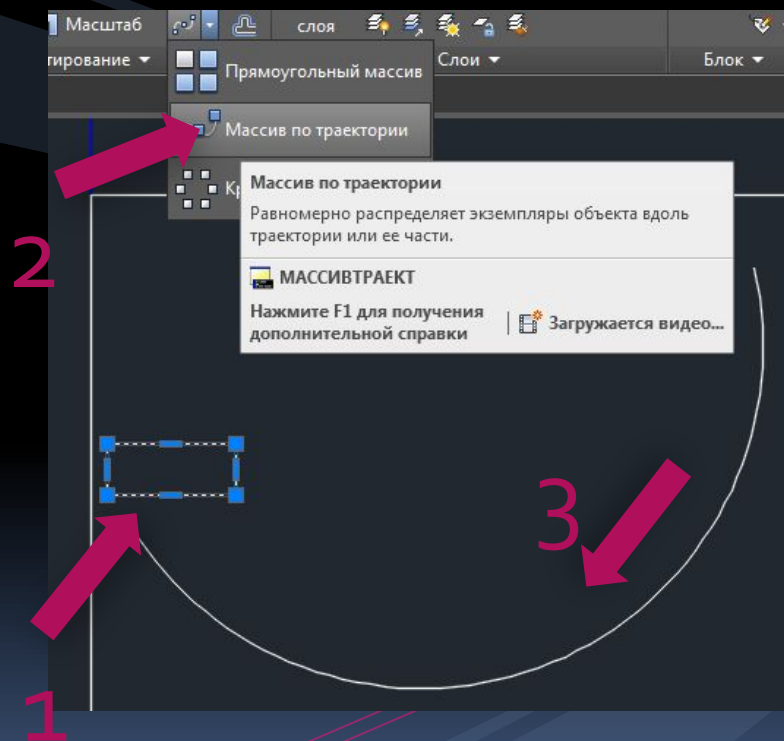 Масштаб
слоя
тирование
Слои
Блок
Прямоугольный массив
Массив по траектории
Массив по траектории
Равномерно распределяет экземпляры объекта вдоль
траектории или ее части.
МАССИВТРАЕКТ
Нажмите F1 для получения
дополнительной справки
Загружается видео...
2
3
1